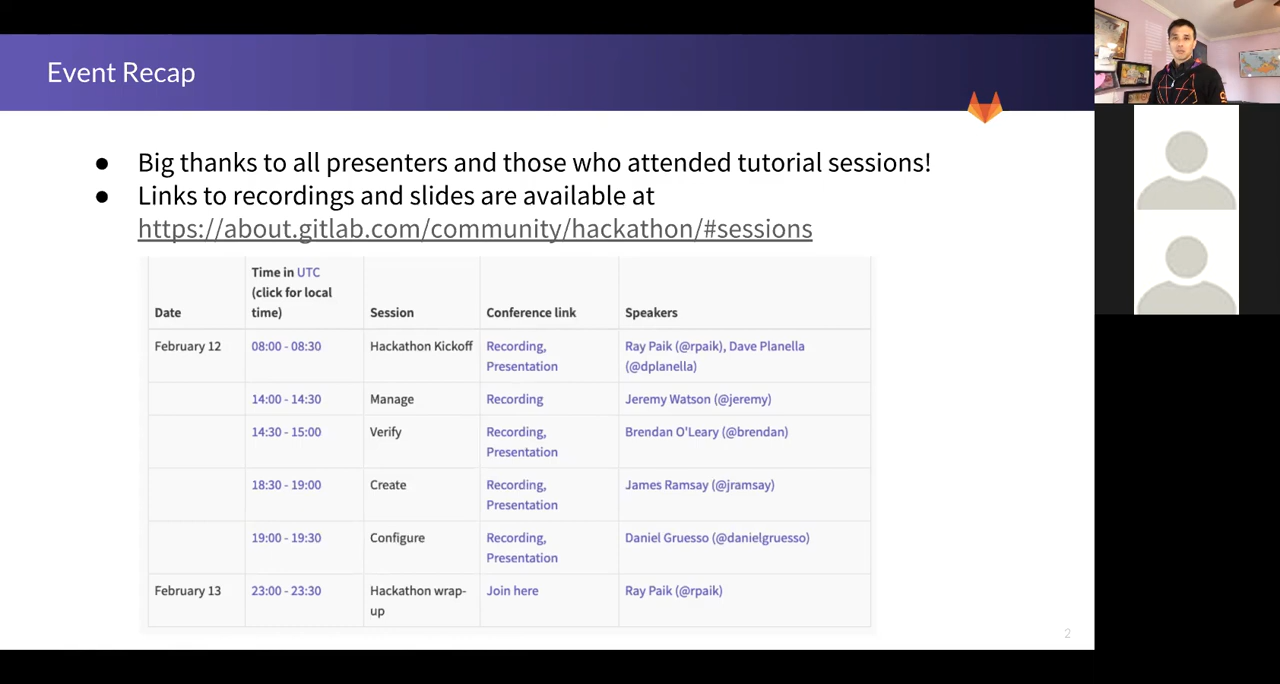 Event Recap
● Big thanks to all presenters and those who attended tutorial sessions!
● Links to recordings and slides are available at
https://about.gitlab.com/community/hackathon/#sessions
Date
Time in UTC
(click for local
time)
Session
Conference link
Speakers
February 12
08:00 - 08:30
Hackathon Kickoff
Recording,
Presentation
Ray Paik (@rpaik), Dave Planella
(@dplanella)
14:00 - 14:30
Manage
Recording
Jeremy Watson (@jeremy)
14:30 - 15:00
Verify
Recording,
Presentation
Brendan O'Leary (@brendan)
18:30 - 19:00
Create
Recording,
Presentation
James Ramsay (@jramsay)
19:00 - 19:30
Configure
Recording,
Presentation
Daniel Gruesso (@danielgruesso)
February 13
23:00 - 23:30
Hackathon wrap-
up
Join here
Ray Paik (@rpaik)
2